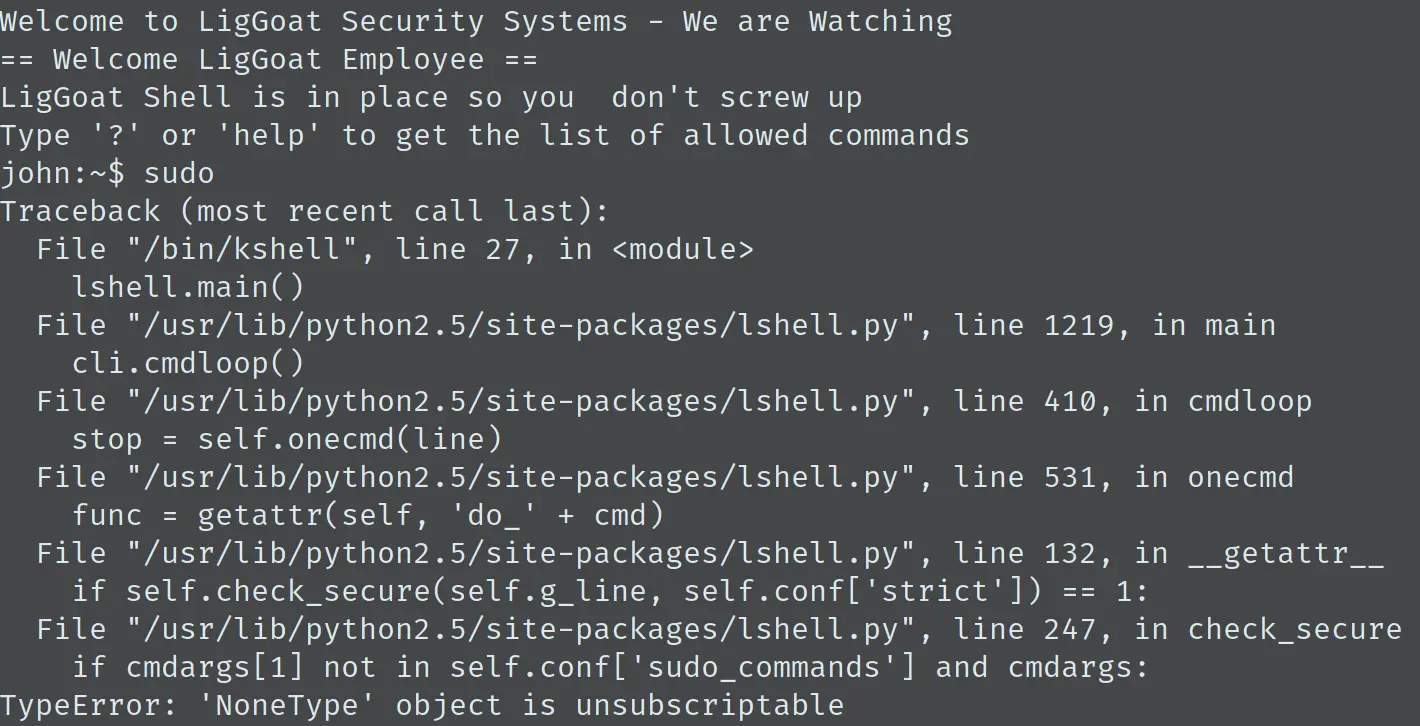 Welcome to LigGoat Security Systems - We are Watching
== Welcome LigGoat Employee ==
LigGoat Shell is in place so you  don't screw up
Type '?' or 'help' to get the list of allowed commands
john:~$ sudo
Traceback (most recent call last):
  File "/bin/kshell", line 27, in <module>
    lshell.main()
  File "/usr/lib/python2.5/site-packages/lshell.py", line 1219, in main
    cli.cmdloop()
  File "/usr/lib/python2.5/site-packages/lshell.py", line 410, in cmdloop
    stop = self.onecmd(line)
  File "/usr/lib/python2.5/site-packages/lshell.py", line 531, in onecmd
    func = getattr(self, 'do_' + cmd)
  File "/usr/lib/python2.5/site-packages/lshell.py", line 132, in __getattr__
    if self.check_secure(self.g_line, self.conf['strict']) == 1:
  File "/usr/lib/python2.5/site-packages/lshell.py", line 247, in check_secure
    if cmdargs[1] not in self.conf['sudo_commands'] and cmdargs:
TypeError: 'NoneType' object is unsubscriptable